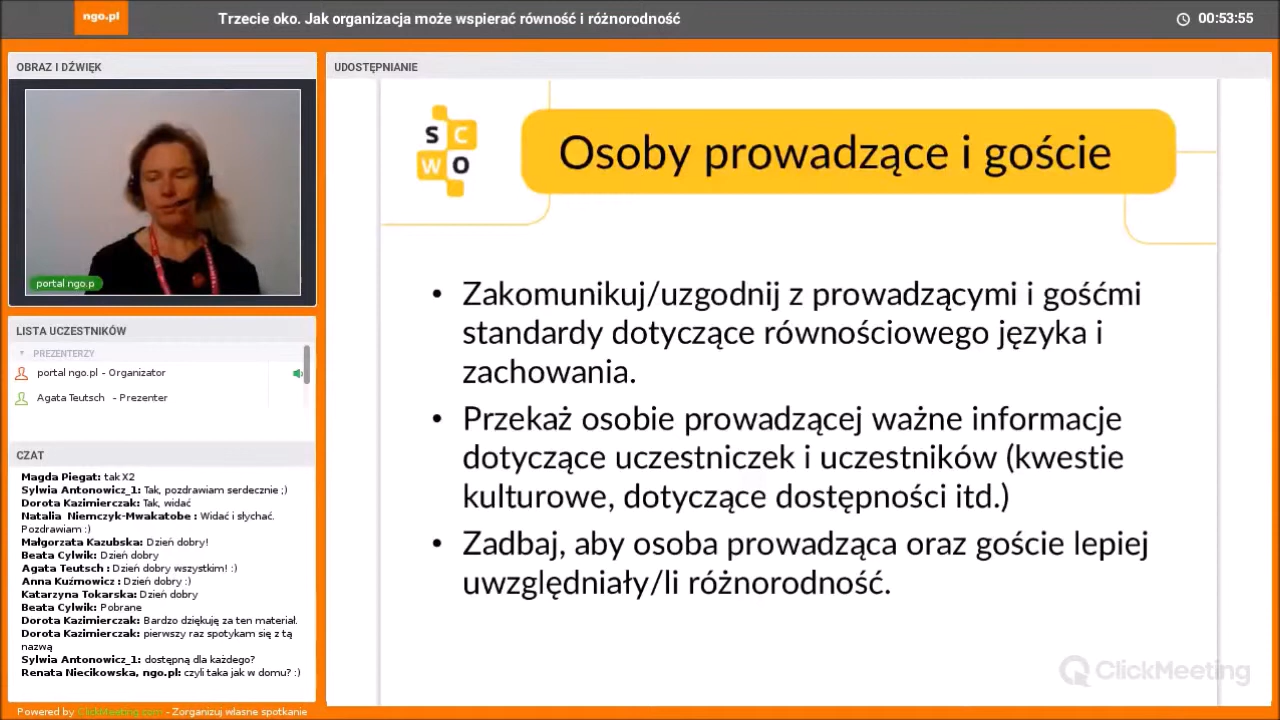 ngo.pl
Trzecie oko. Jak organizacja może wspierać równość i różnorodność
00:53:55
OBRAZ I DŹWIĘK
portal ngo.p
LISTA UCZESTNIKÓW
PREZENTERZY
portal ngo.pl - Organizator
Agata Teutsch - Prezenter
CZAT
Magda Piegat: tak X2
Sylwia Antonowicz_1: Tak, pozdrawiam serdecznie ;)
Dorota Kazimierczak: Tak, widać
Natalia Niemczyk-Mwakatobe : Widać i słychać.
Pozdrawiam :)
Małgorzata Kazubska: Dzień dobry!
Beata Cylwik: Dzień dobry
Agata Teutsch : Dzień dobry wszystkim! :)
Anna Kuźmowicz : Dzień dobry :)
Katarzyna Tokarska: Dzień dobry
Beata Cylwik: Pobrane
Dorota Kazimierczak: Bardzo dziękuję za ten materiał.
Dorota Kazimierczak: pierwszy raz spotykam się z tą
nazwą
Sylwia Antonowicz_1: dostępną dla każdego?
Renata Niecikowska, ngo.pl: czyli taka jak w domu? :)
Powered by ClickMeeting.com - Zorganizuj własne spotkanie
UDOSTĘPNIANIE
S C
W O
Osoby prowadzące i goście
• Zakomunikuj/uzgodnij z prowadzącymi i gośćmi
standardy dotyczące równościowego języka i
zachowania.
• Przekaż osobie prowadzącej ważne informacje
dotyczące uczestniczek i uczestników (kwestie
kulturowe, dotyczące dostępności itd.)
• Zadbaj, aby osoba prowadząca oraz goście lepiej
uwzględniały/li różnorodność.
ClickMeeting